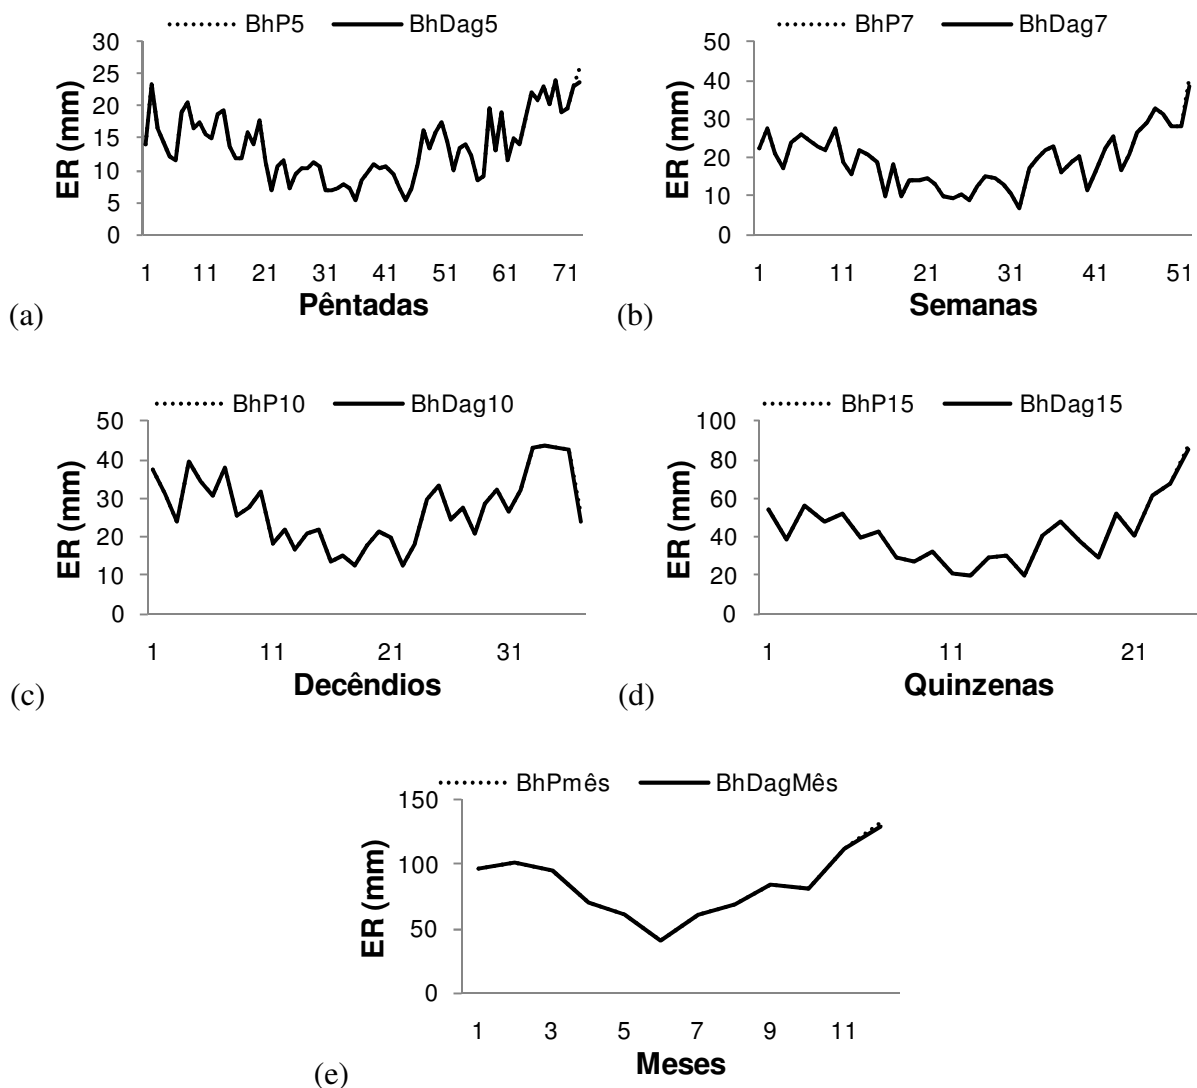 BhP5 BhDag5
30
25
20
15
10
5
0
ER (mm)
1 11 21 31 41 51 61 71
Pêntadas
(a)
BhP7 BhDag7
50
40
30
20
10
0
ER (mm)
1 11 21 31 41 51
Semanas
(b)
BhP10 BhDag10
50
40
30
20
10
0
ER (mm)
1 11 21 31
Decêndios
(c)
BhP15 BhDag15
100
80
60
40
20
0
ER (mm)
1 11 21
Quinzenas
(d)
BhPmês BhDagMês
150
100
50
0
ER (mm)
1 3 5 7 9 11
Meses
(e)